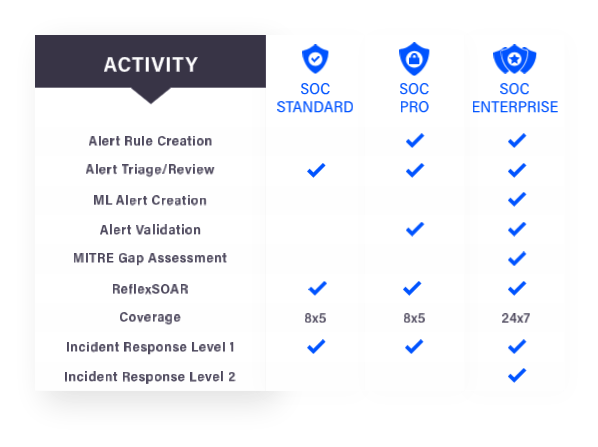 ACTIVITY
SOC STANDARD
SOC PRO
SOC ENTERPRISE
Alert Rule Creation
Alert Triage/Review
ML Alert Creation
Alert Validation
MITRE Gap Assessment
ReflexSOAR
Coverage 8x5 8x5 24x7
Incident Response Level 1
Incident Response Level 2